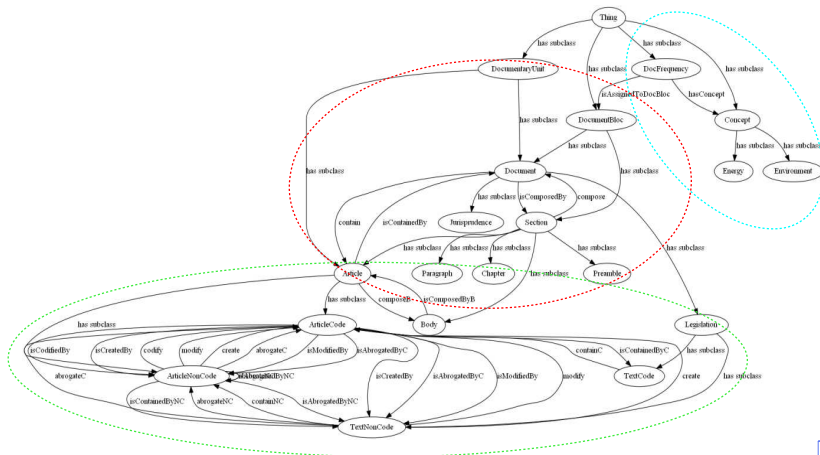 Thing
has subclass
has subclass
has subclass
has subclass
DocumentaryUnit
DocFrequency
isAssignedToDocBloc
hasConcept
DocumentBloc
Concept
has subclass
has subclass
has subclass
has subclass
has subclass
Document
Energy
Environment
has subclass
has subclass
isComposedBy
compose
contain
isContainedBy
Jurisprudence
Section
has subclass
has subclass
has subclass
has subclass
has subclass
has subclass
Article
Paragraph
Chapter
Preamble
has subclass
composeB
isComposedByB
has subclass
ArticleCode
Body
Legislation
isCodifiedBy
isCreatedBy
codify
modify
create
abrogateC
isModifiedBy
isAbrogatedByC
containC
isContainedByC
has subclass
abrogateC
ArticleNonCode
isCreatedBy
isAbrogatedByC
isModifiedBy
modify
TextCode
create
has subclass
isContainedByNC
abrogateNC
containNC
isAbrogatedByNC
TextNonCode